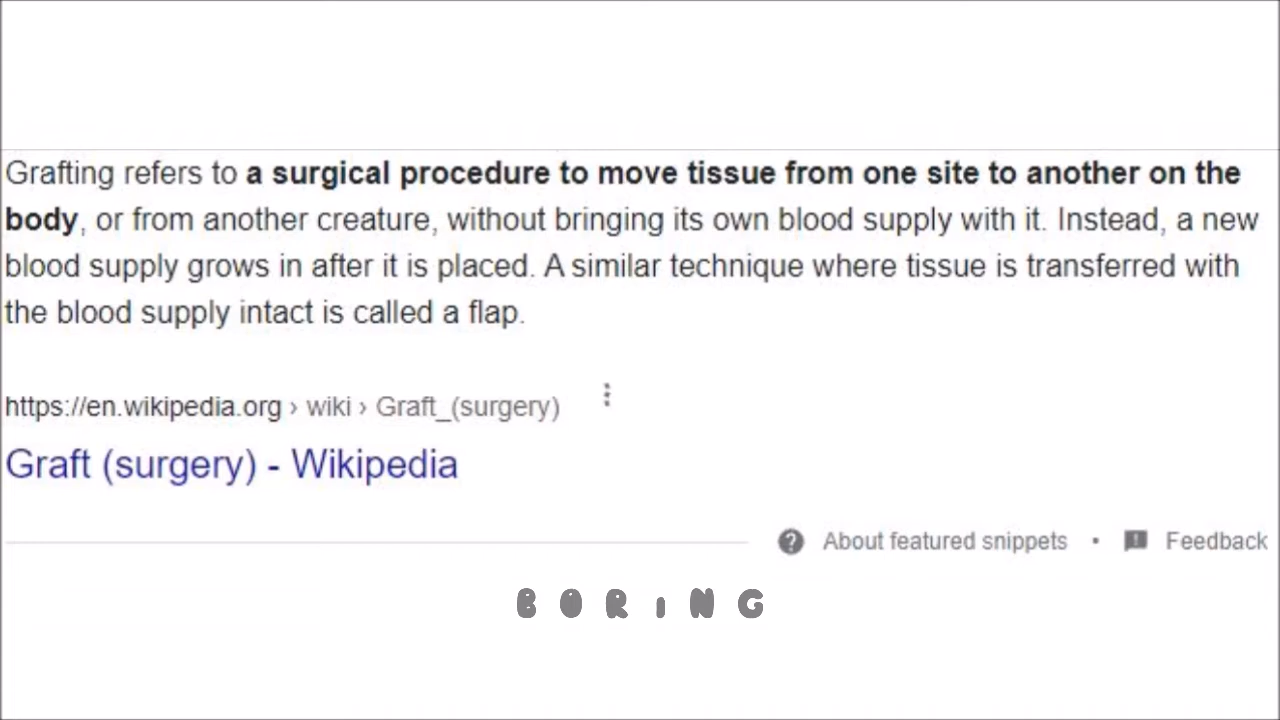 Grafting refers to a surgical procedure to move tissue from one site to another on the
body, or from another creature, without bringing its own blood supply with it. Instead, a new
blood supply grows in after it is placed. A similar technique where tissue is transferred with
the blood supply intact is called a flap.
https://en.wikipedia.org › wiki › Graft_(surgery)
Graft (surgery) - Wikipedia
About featured snippets • Feedback
BORING